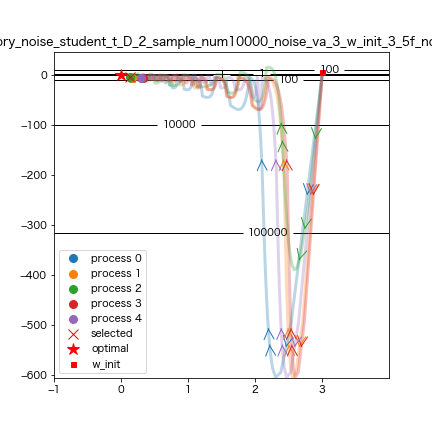 ory_noise_student_t_D_2_sample_num10000_noise_va_3_w_init_3_5f_no
0
−100
−200
−300
−400
−500
−600
−1
0
1
2
3
100
1
100
10000
100000
process 0
process 1
process 2
process 3
process 4
selected
optimal
w_init